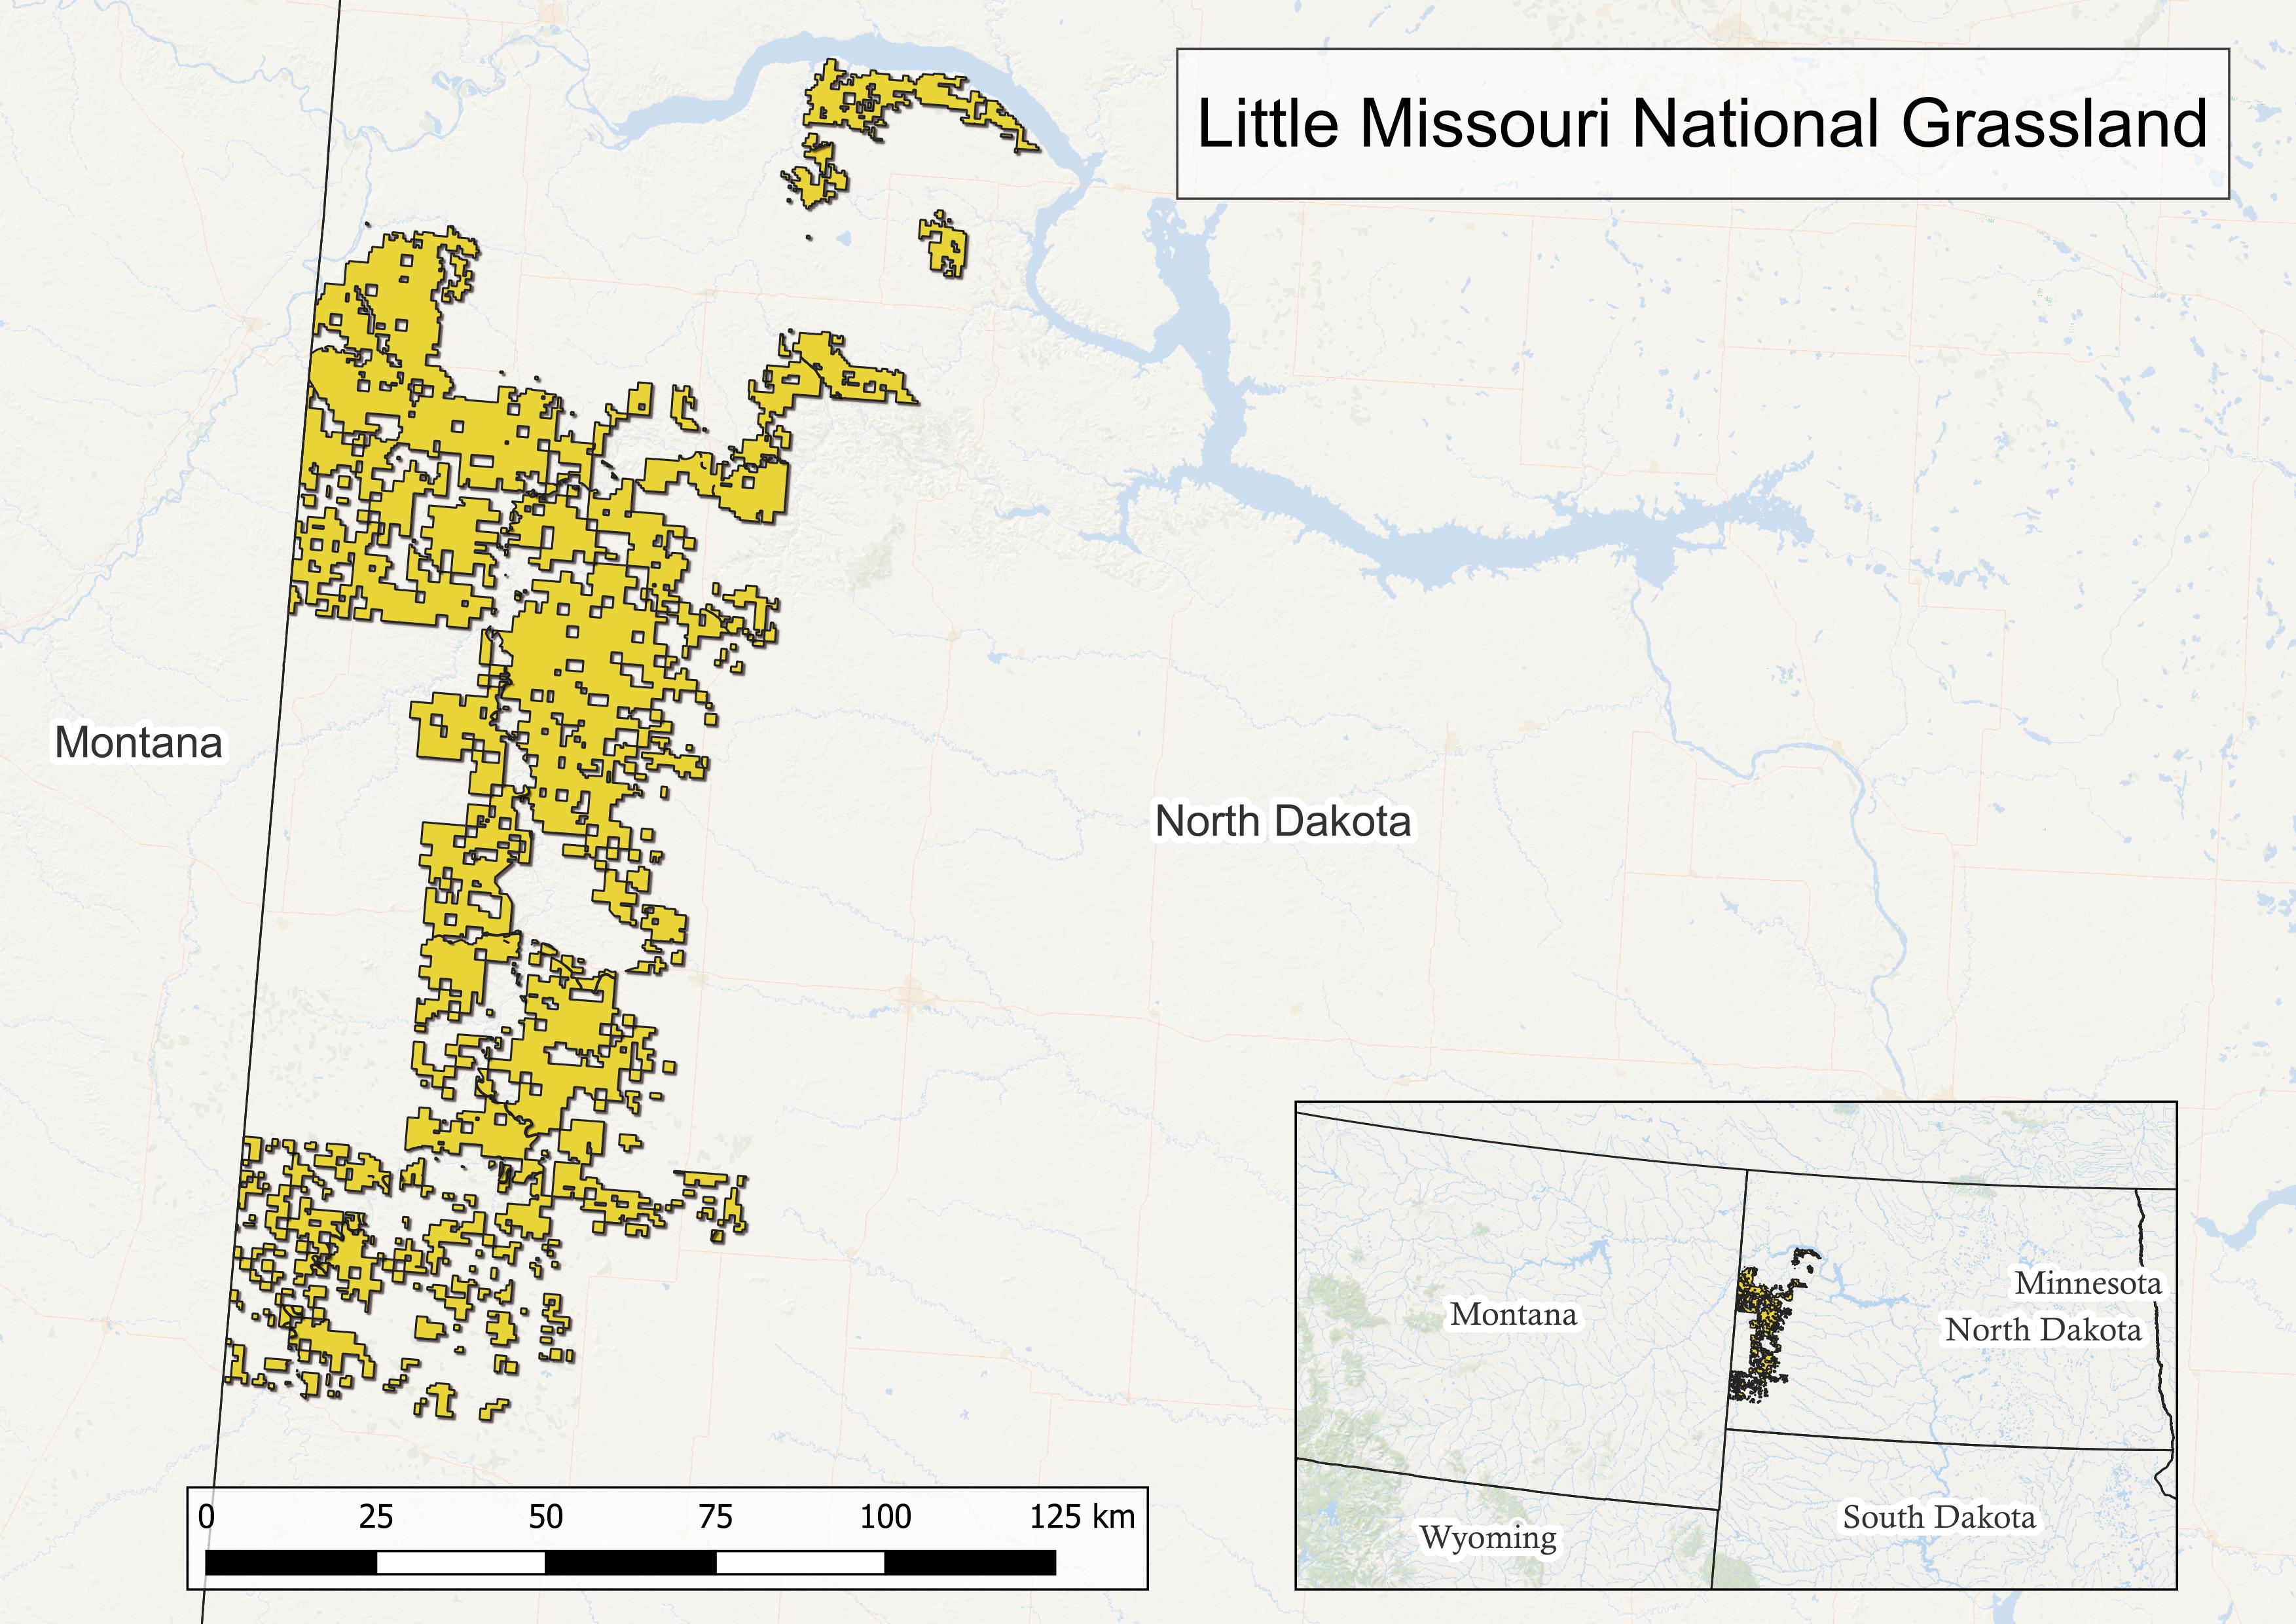 Little Missouri National Grassland
Montana
North Dakota
0 25 50 75 100 125 km
Minnesota
Montana
North Dakota
South Dakota
Wyoming